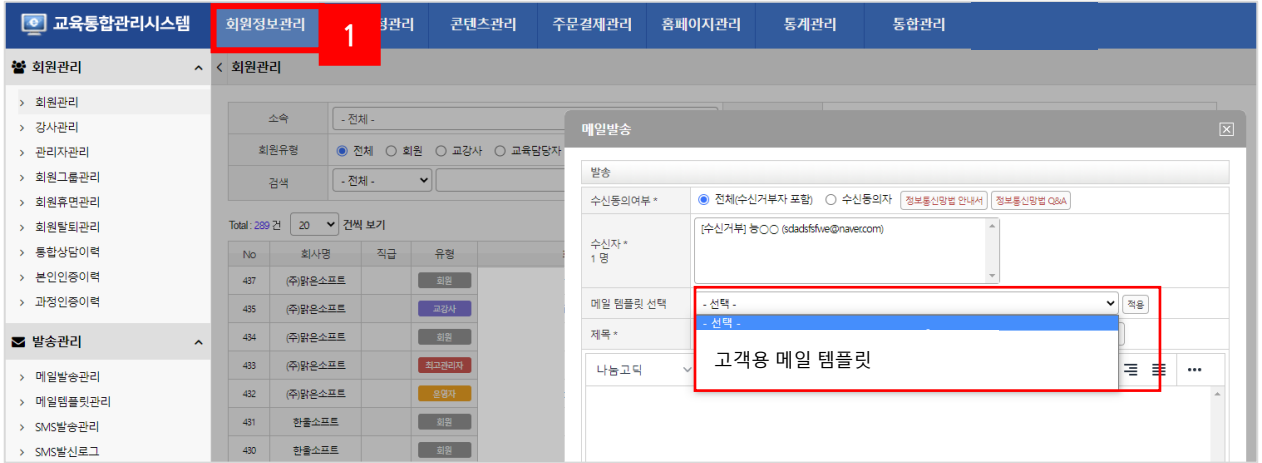 교육통합관리시스템
회원정보관리
1
정관리
콘텐츠관리
주문결제관리
홈페이지관리
통계관리
통합관리
회원관리
회원관리
강사관리
관리자관리
회원그룹관리
회원휴면관리
회원탈퇴관리
통합상담이력
본인인증이력
과정인증이력
발송관리
메일발송관리
메일템플릿관리
SMS발송관리
SMS발신로그
< 회원관리
소속 - 전체 -
회원유형 전체 회원 교강사 교육담당자
검색 - 전체 -
Total : 289 건 20 건씩 보기
No 회사명 직급 유형
437 (주)맑은소프트 회원
435 (주)맑은소프트 교강사
434 (주)맑은소프트 회원
433 (주)맑은소프트 최고관리자
432 (주)맑은소프트 운영자
431 한울소프트 회원
430 한울소프트 회원
메일발송
발송
수신동의여부 * 전체(수신거부자 포함) 수신동의자 정보통신망법 안내서 정보통신망법 Q&A
수신자 *
1 명
[수신거부] 능○○ (sdadsfsfwe@naver.com)
메일 템플릿 선택 - 선택 - 적용
- 선택 -
제목 *
고객용 메일 템플릿
나눔고딕